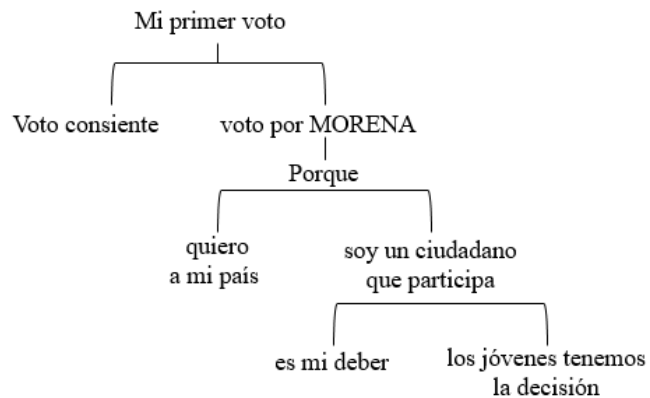 Mi primer voto
Voto consiente
voto por MORENA
Porque
quiero
a mi país
soy un ciudadano
que participa
es mi deber
los jóvenes tenemos
la decisión